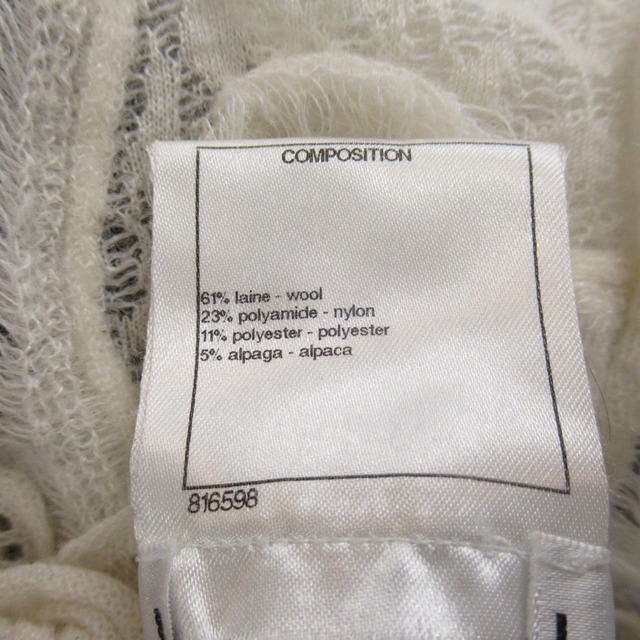 COMPOSITION
61% laine - wool
23% polyamide - nylon
11% polyester - polyester
5% alpaga - alpaca
816598